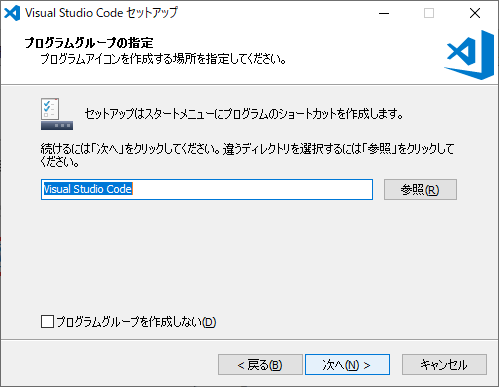 Visual Studio Code セットアップ
プログラムグループの指定
プログラムアイコンを作成する場所を指定してください。
セットアップはスタートメニューにプログラムのショートカットを作成します。
続けるには「次へ」をクリックしてください。違うディレクトリを選択するには「参照」をクリックして
ください。
Visual Studio Code
参照(R)
プログラムグループを作成しない(D)
< 戻る(B)
次へ(N) >
キャンセル